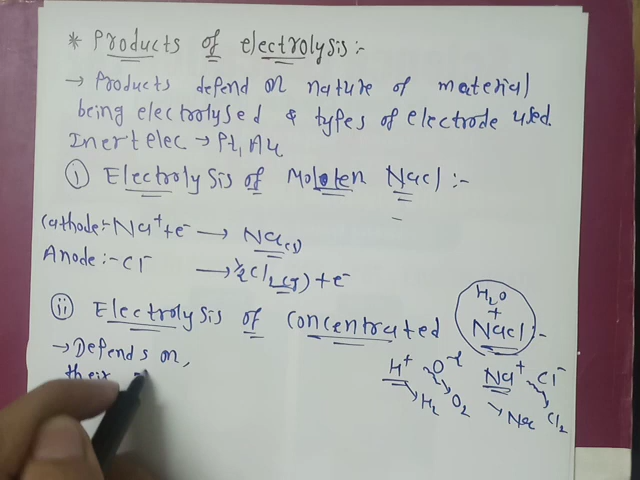 * Products of electrolysis:-
→ Products depend on nature of material
being electrolysed & types of electrode used.
Inert elec → Pt, Au
i) Electrolysis of Molten NaCl :-
Cathode:- Na⁺ + e⁻ → Na(s)
Anode :- Cl⁻ → ½Cl₂(g) + e⁻
ii) Electrolysis of concentrated NaCl:-
H₂O
+
→ Depends on,
their
H⁺ O⁻² Na⁺ Cl⁻
→ H₂ → O₂ → Na → Cl₂